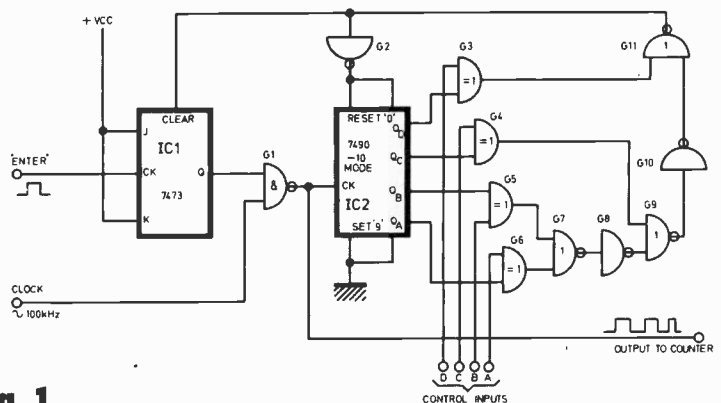 +VCC
G2
G3
G11
1
=1
CLEAR
RESET '0'
G4
J
IC1
QD
=1
7490
QC
G10
'ENTER'
G1
÷10
MODE
G5
CK
Q
&
CK
QB
=1
G7
G8
G9
7473
IC2
QA
G6
1
1
K
SET '9'
=1
CLOCK
~ 100kHz
OUTPUT TO COUNTER
D C B A
CONTROL INPUTS